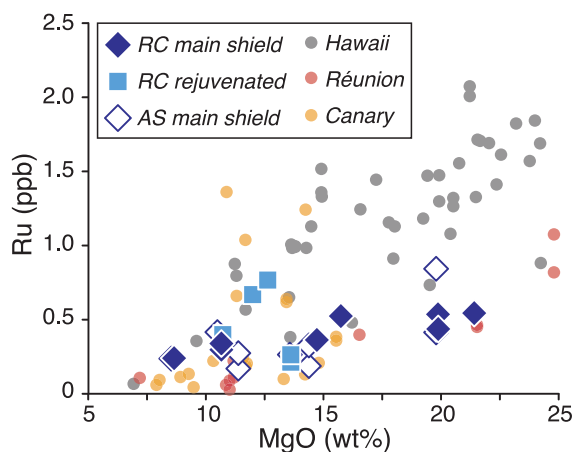 2.5
2.0
1.5
1.0
0.5
0
Ru (ppb)
RC main shield
RC rejuvenated
AS main shield
Hawaii
Réunion
Canary
5 10 15 20 25
MgO (wt%)